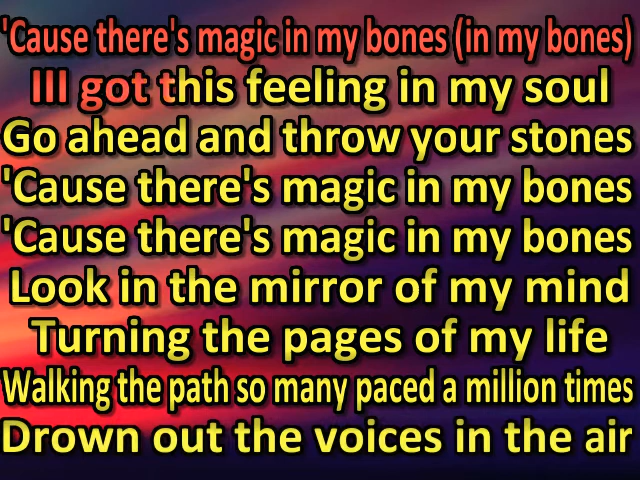 'Cause there's magic in my bones (in my bones)
III got this feeling in my soul
Go ahead and throw your stones
'Cause there's magic in my bones
'Cause there's magic in my bones
Look in the mirror of my mind
Turning the pages of my life
Walking the path so many paced a million times
Drown out the voices in the air